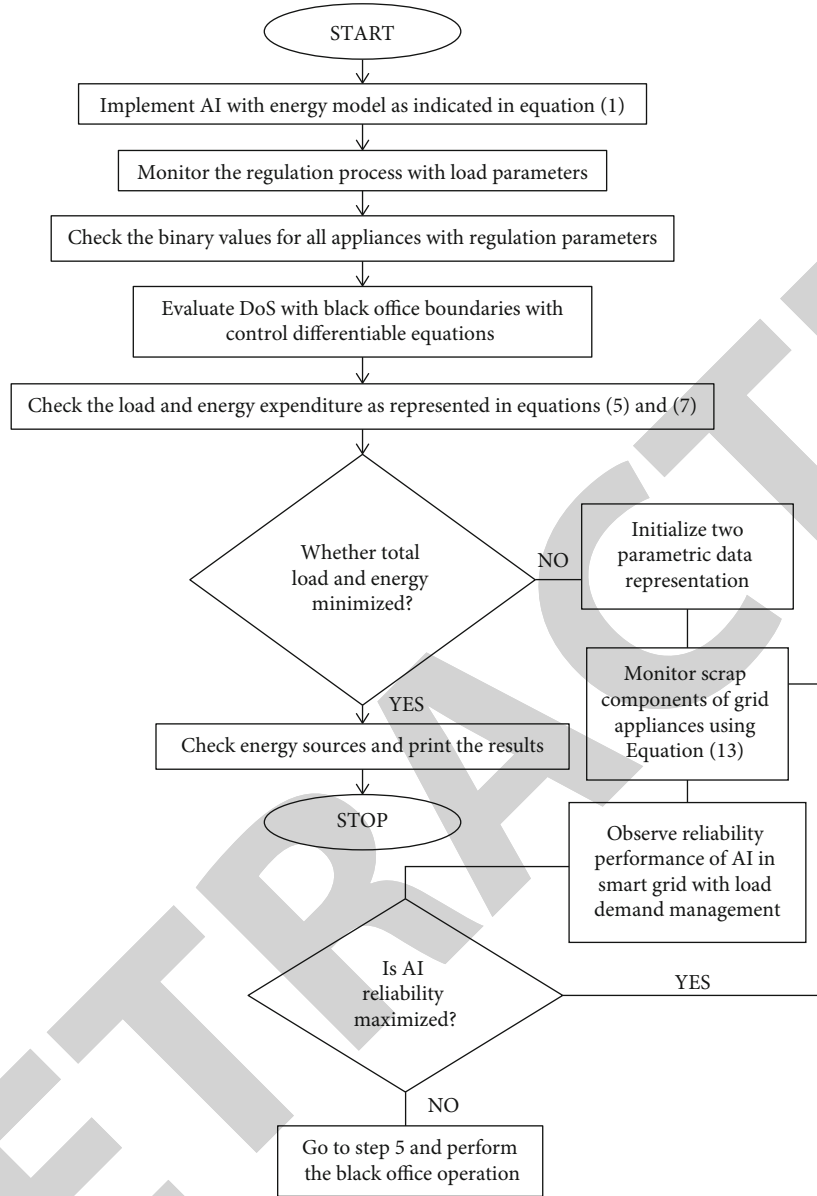 START
Implement AI with energy model as indicated in equation (1)
Monitor the regulation process with load parameters
Check the binary values for all appliances with regulation parameters
Evaluate DoS with black office boundaries with
control differentiable equations
Check the load and energy expenditure as represented in equations (5) and (7)
Whether total
load and energy
minimized?
NO
Initialize two
parametric data
representation
Monitor scrap
components of grid
appliances using
Equation (13)
YES
Check energy sources and print the results
STOP
Observe reliability
performance of AI in
smart grid with load
demand management
Is AI
reliability
maximized?
YES
NO
Go to step 5 and perform
the black office operation
ETRACT